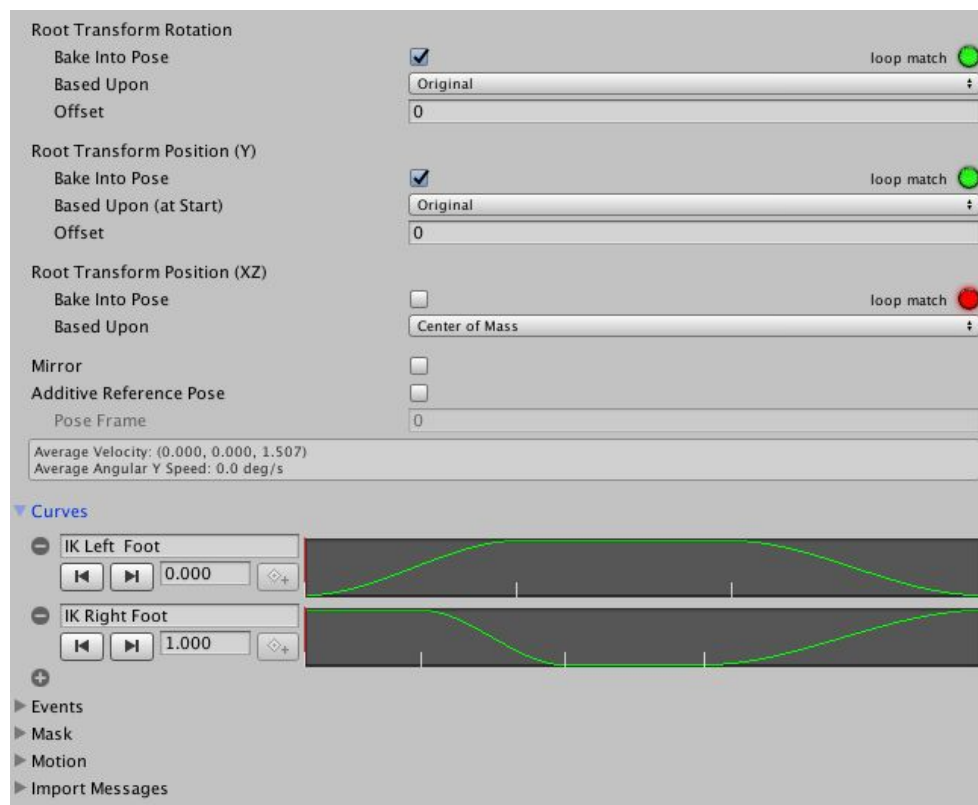 Root Transform Rotation
Bake Into Pose loop match
Based Upon Original
Offset 0
Root Transform Position (Y)
Bake Into Pose loop match
Based Upon (at Start) Original
Offset 0
Root Transform Position (XZ)
Bake Into Pose loop match
Based Upon Center of Mass
Mirror
Additive Reference Pose
Pose Frame 0
Average Velocity: (0.000, 0.000, 1.507)
Average Angular Y Speed: 0.0 deg/s
Curves
IK Left Foot
0.000
IK Right Foot
1.000
Events
Mask
Motion
Import Messages